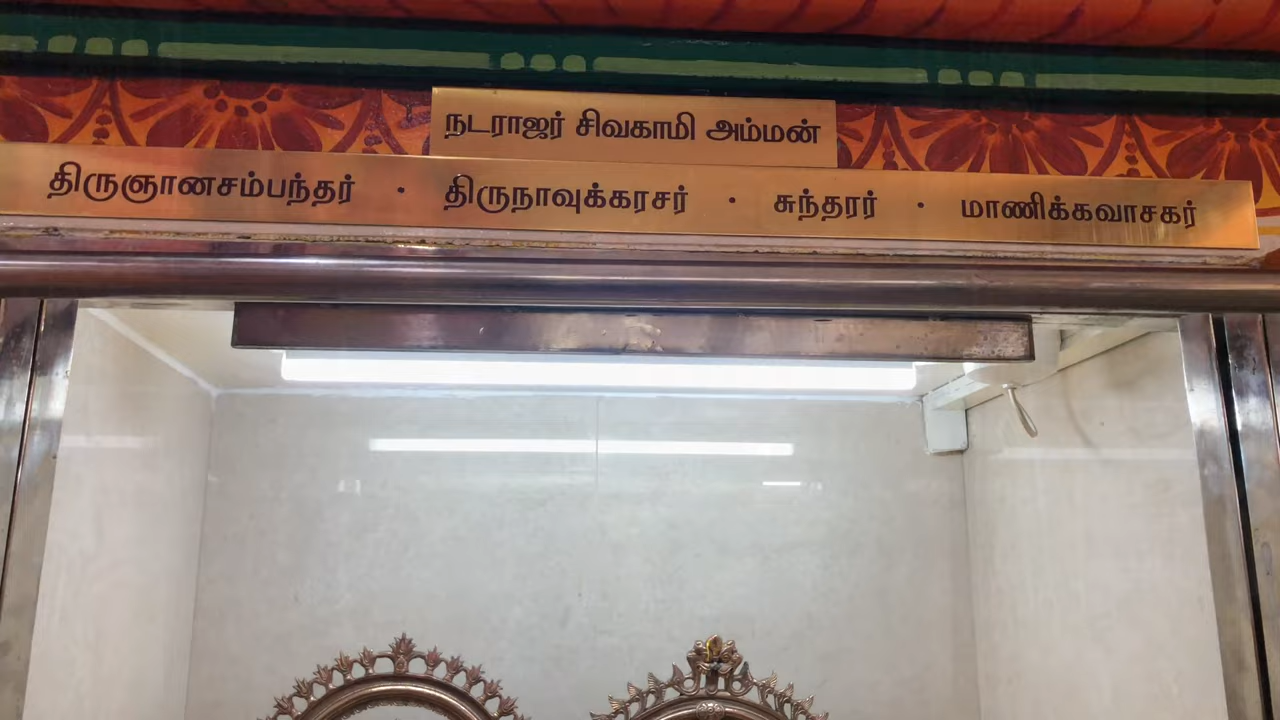 நடராஜர் சிவகாமி அம்மன்
திருஞானசம்பந்தர் · திருநாவுக்கரசர் · சுந்தரர் · மாணிக்கவாசகர்